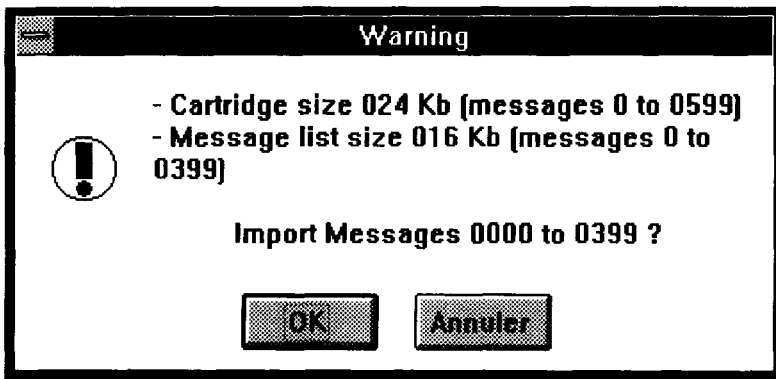 Warning
- Cartridge size 024 Kb (messages 0 to 0599)
- Message list size 016 Kb (messages 0 to
0399)
Import Messages 0000 to 0399 ?
OK Annuler